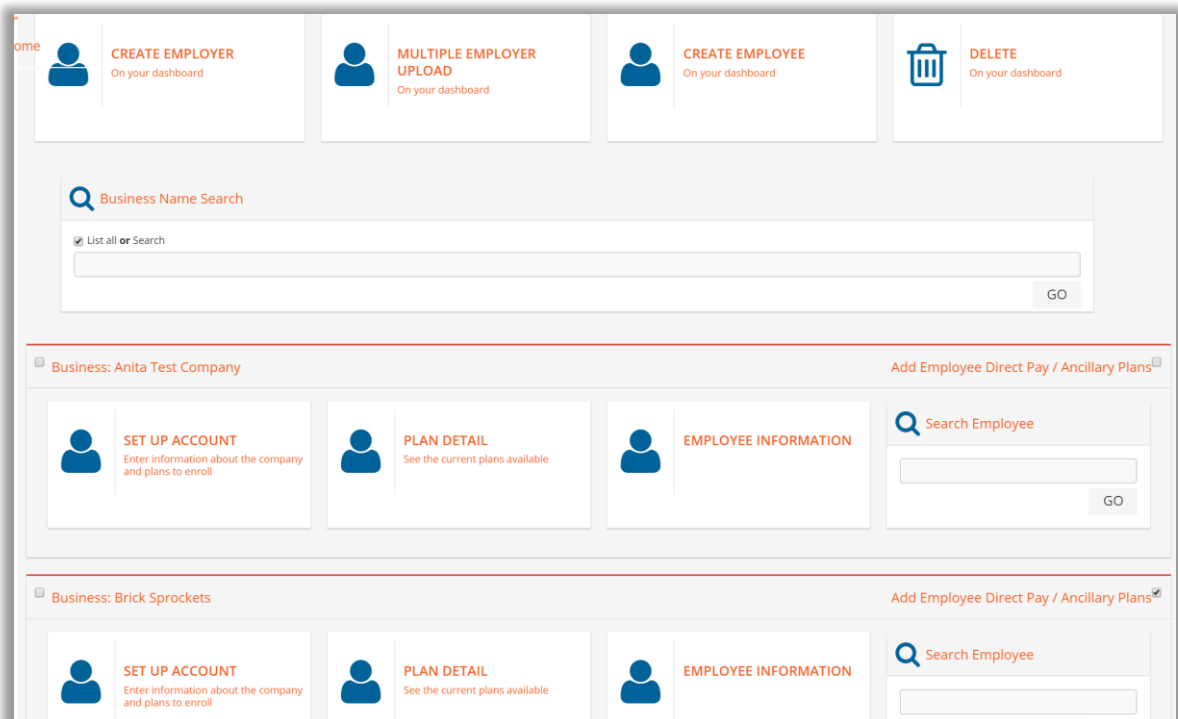 ome
CREATE EMPLOYER
On your dashboard
MULTIPLE EMPLOYER
UPLOAD
On your dashboard
CREATE EMPLOYEE
On your dashboard
DELETE
On your dashboard
Business Name Search
List all or Search
GO
Business: Anita Test Company
Add Employee Direct Pay / Ancillary Plans
SET UP ACCOUNT
Enter information about the company
and plans to enroll
PLAN DETAIL
See the current plans available
EMPLOYEE INFORMATION
Search Employee
GO
Business: Brick Sprockets
Add Employee Direct Pay / Ancillary Plans
SET UP ACCOUNT
Enter information about the company
and plans to enroll
PLAN DETAIL
See the current plans available
EMPLOYEE INFORMATION
Search Employee